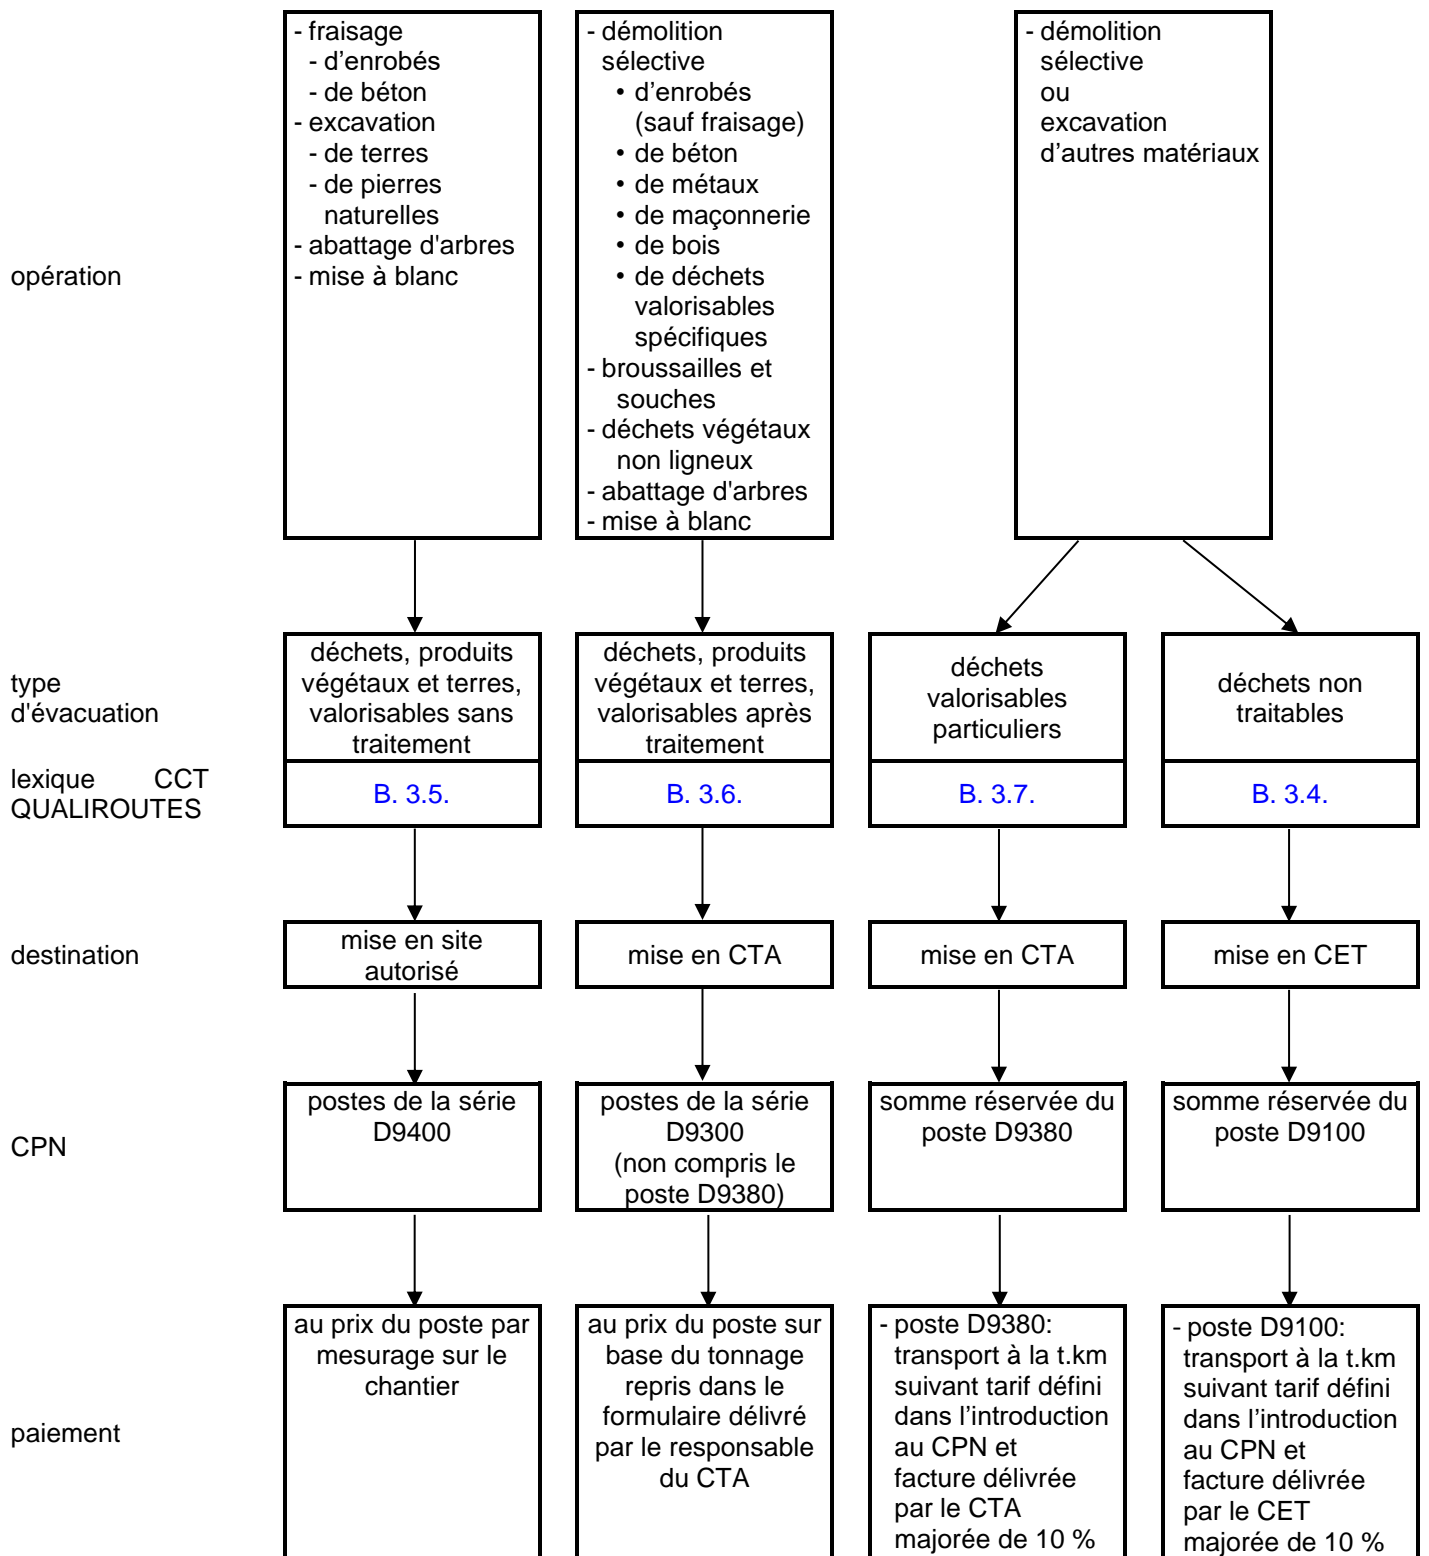 opération
- fraisage
- d'enrobés
- de béton
- excavation
- de terres
- de pierres
naturelles
- abattage d'arbres
- mise à blanc
- démolition
sélective
• d’enrobés
(sauf fraisage)
• de béton
• de métaux
• de maçonnerie
• de bois
• de déchets
valorisables
spécifiques
- broussailles et
souches
- déchets végétaux
non ligneux
- abattage d'arbres
- mise à blanc
- démolition
sélective
ou
excavation
d’autres matériaux
type
d'évacuation
déchets, produits
végétaux et terres,
valorisables sans
traitement
déchets, produits
végétaux et terres,
valorisables après
traitement
déchets
valorisables
particuliers
déchets non
traitables
lexique CCT
QUALIROUTES
B. 3.5.
B. 3.6.
B. 3.7.
B. 3.4.
destination
mise en site
autorisé
mise en CTA
mise en CTA
mise en CET
CPN
postes de la série
D9400
postes de la série
D9300
(non compris le
poste D9380)
somme réservée du
poste D9380
somme réservée du
poste D9100
paiement
au prix du poste par
mesurage sur le
chantier
au prix du poste sur
base du tonnage
repris dans le
formulaire délivré
par le responsable
du CTA
- poste D9380:
transport à la t.km
suivant tarif défini
dans l’introduction
au CPN et
facture délivrée
par le CTA
majorée de 10 %
- poste D9100:
transport à la t.km
suivant tarif défini
dans l’introduction
au CPN et
facture délivrée
par le CET
majorée de 10 %